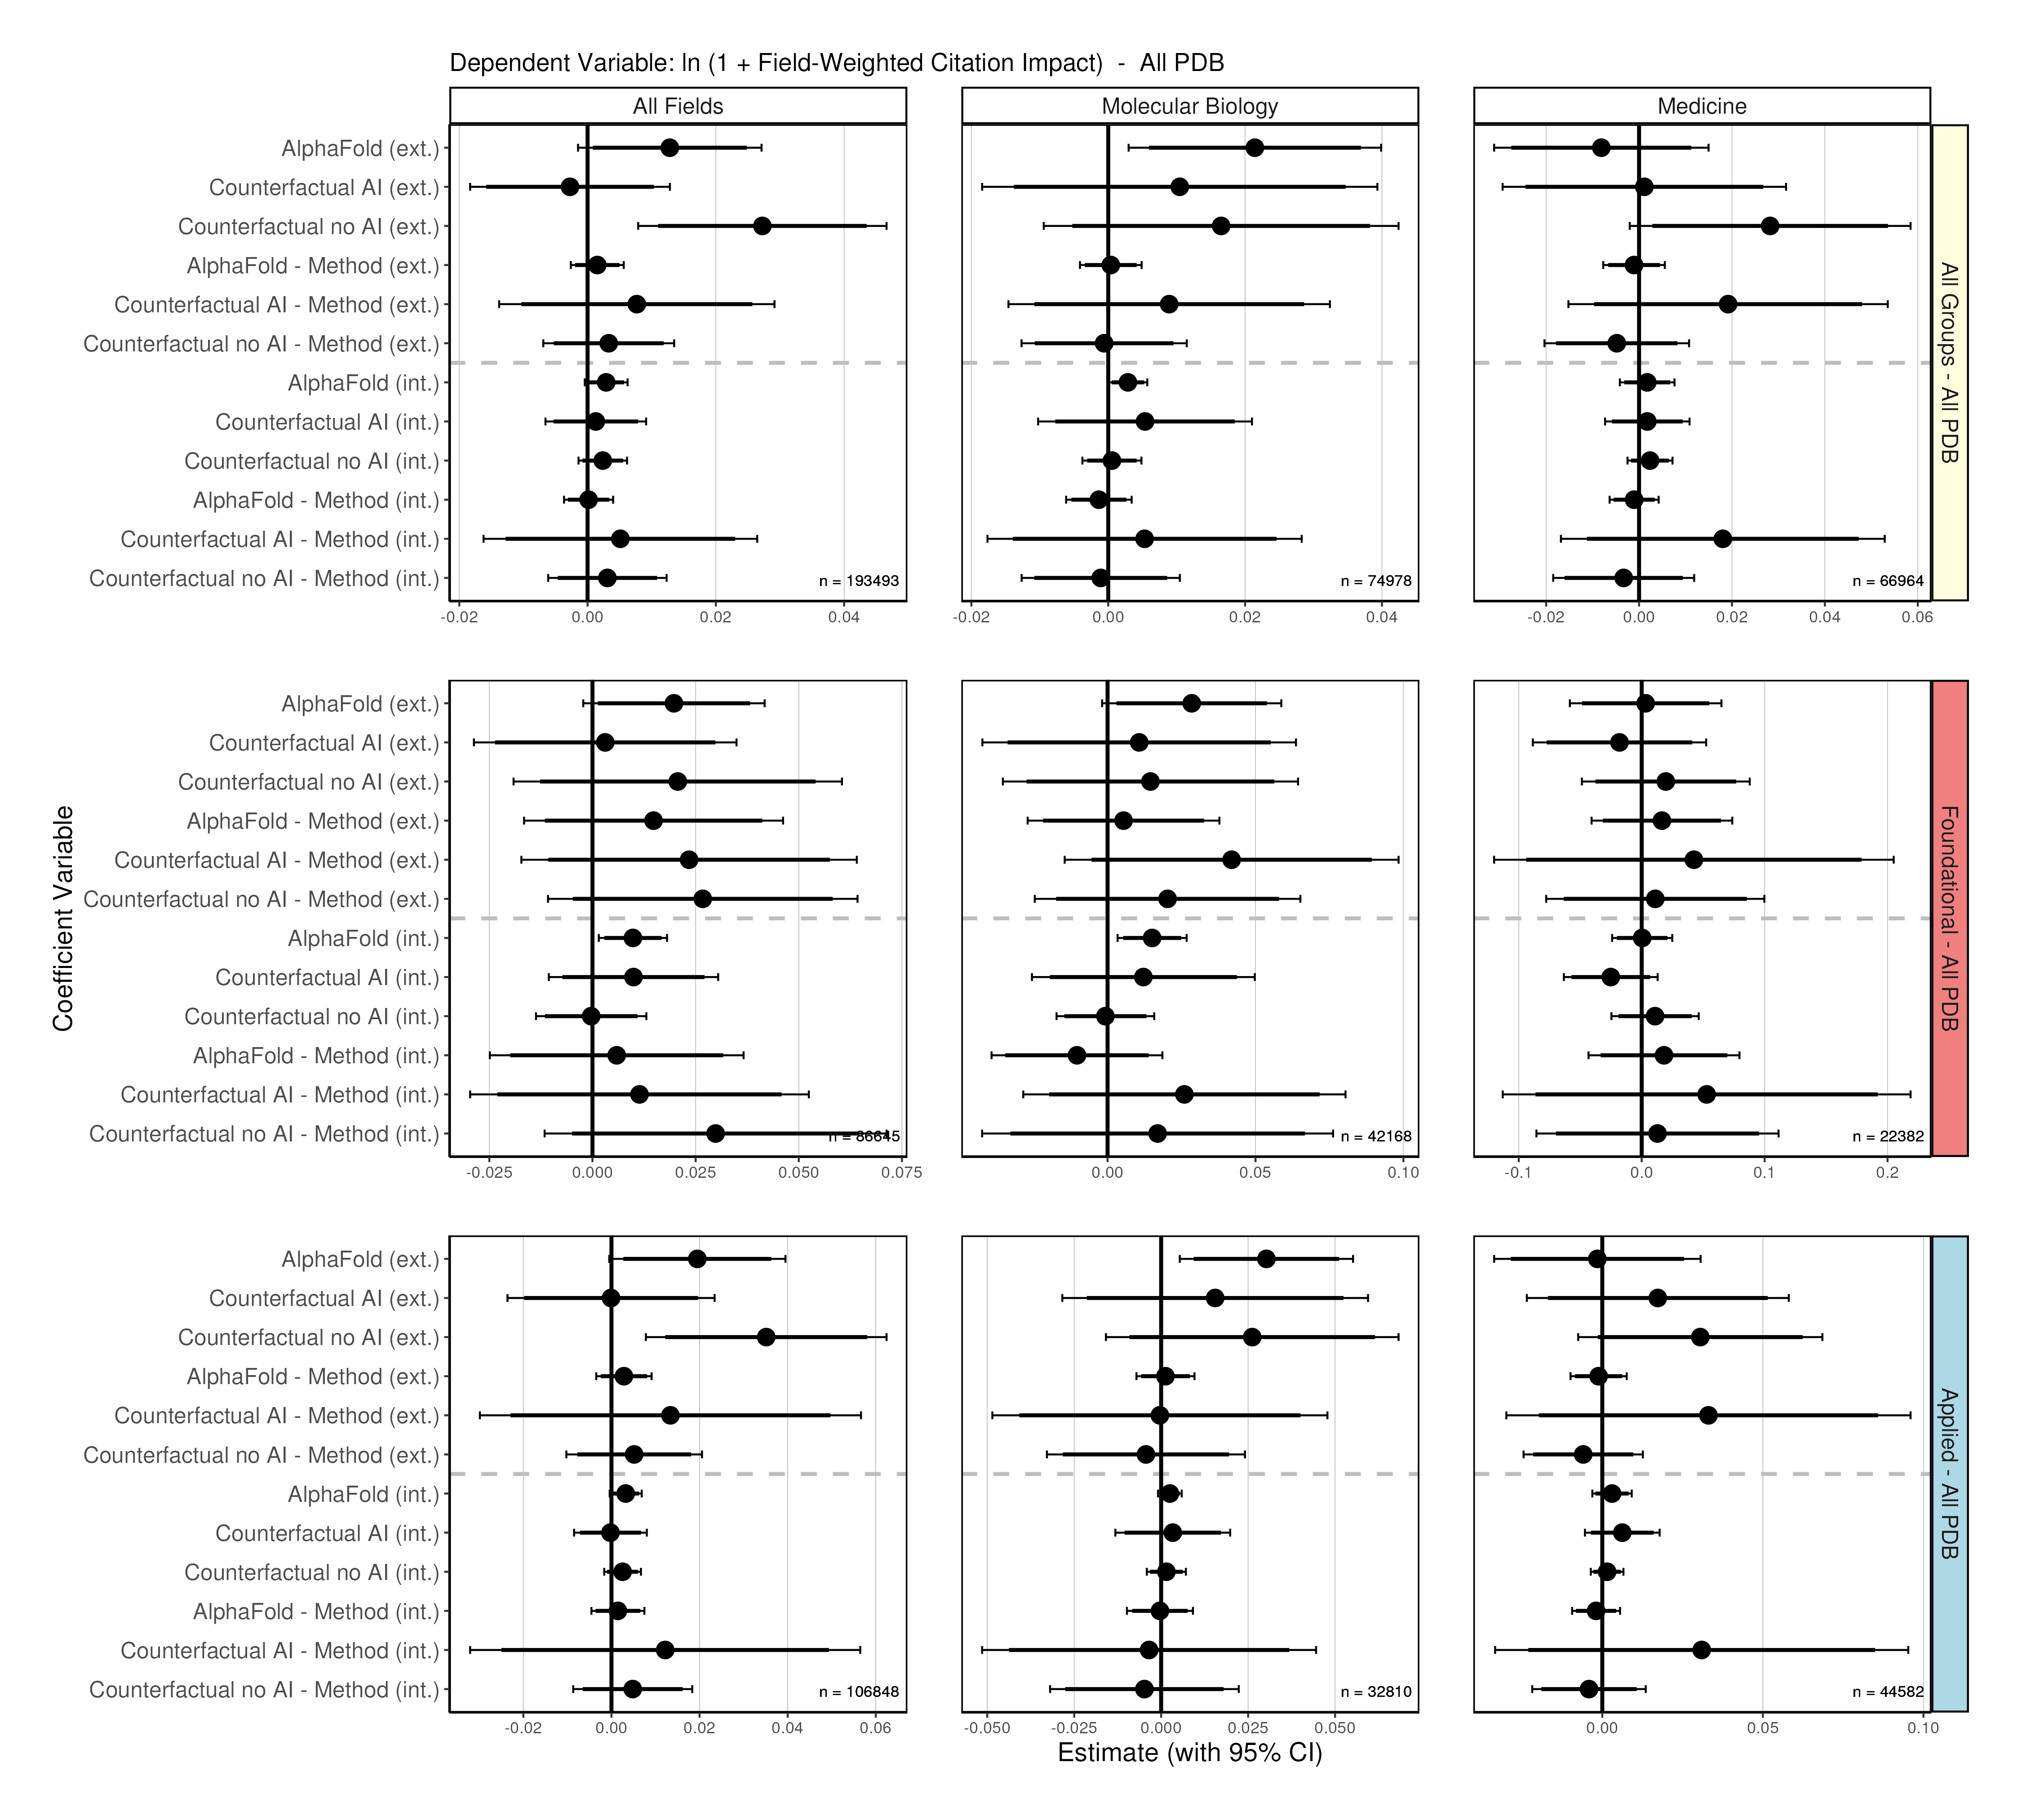 Dependent Variable: ln (1 + Field-Weighted Citation Impact)  -  All PDB
All Fields
Molecular Biology
Medicine
AlphaFold (ext.)
Counterfactual AI (ext.)
Counterfactual no AI (ext.)
AlphaFold - Method (ext.)
Counterfactual AI - Method (ext.)
Counterfactual no AI - Method (ext.)
AlphaFold (int.)
Counterfactual AI (int.)
Counterfactual no AI (int.)
AlphaFold - Method (int.)
Counterfactual AI - Method (int.)
Counterfactual no AI - Method (int.)
n = 193493
n = 74978
n = 66964
All Groups - All PDB
-0.02 0.00 0.02 0.04
-0.02 0.00 0.02 0.04
-0.02 0.00 0.02 0.04 0.06
Coefficient Variable
AlphaFold (ext.)
Counterfactual AI (ext.)
Counterfactual no AI (ext.)
AlphaFold - Method (ext.)
Counterfactual AI - Method (ext.)
Counterfactual no AI - Method (ext.)
AlphaFold (int.)
Counterfactual AI (int.)
Counterfactual no AI (int.)
AlphaFold - Method (int.)
Counterfactual AI - Method (int.)
Counterfactual no AI - Method (int.)
n = 86645
n = 42168
n = 22382
Foundational - All PDB
-0.025 0.000 0.025 0.050 0.075
0.00 0.05 0.10
-0.1 0.0 0.1 0.2
AlphaFold (ext.)
Counterfactual AI (ext.)
Counterfactual no AI (ext.)
AlphaFold - Method (ext.)
Counterfactual AI - Method (ext.)
Counterfactual no AI - Method (ext.)
AlphaFold (int.)
Counterfactual AI (int.)
Counterfactual no AI (int.)
AlphaFold - Method (int.)
Counterfactual AI - Method (int.)
Counterfactual no AI - Method (int.)
n = 106848
n = 32810
n = 44582
Applied - All PDB
-0.02 0.00 0.02 0.04 0.06
-0.050 -0.025 0.000 0.025 0.050
0.00 0.05 0.10
Estimate (with 95% CI)